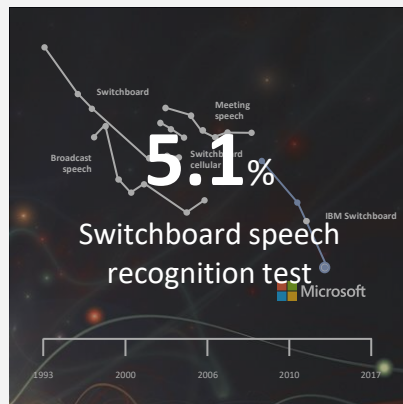 Switchboard
Meeting
speech
Broadcast
speech
Switchboard
cellular
5.1%
IBM Switchboard
Switchboard speech
recognition test
Microsoft
1993 2000 2006 2010 2017